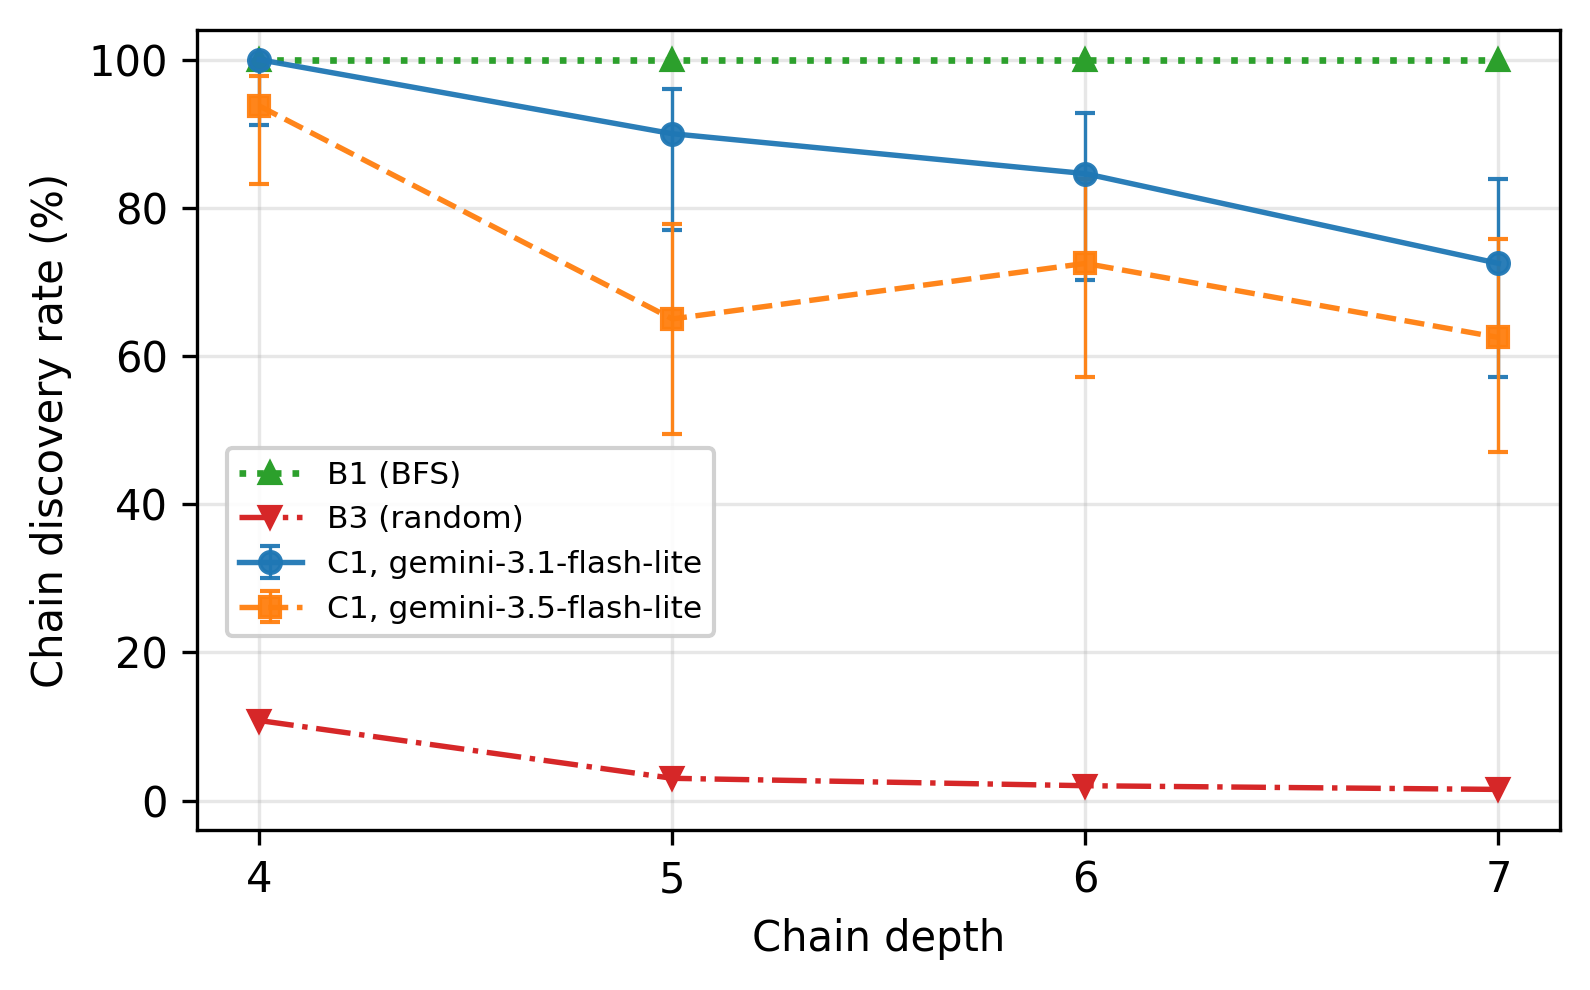 100
80
60
40
20
0
Chain discovery rate (%)
B1 (BFS)
B3 (random)
C1, gemini-3.1-flash-lite
C1, gemini-3.5-flash-lite
4 5 6 7
Chain depth